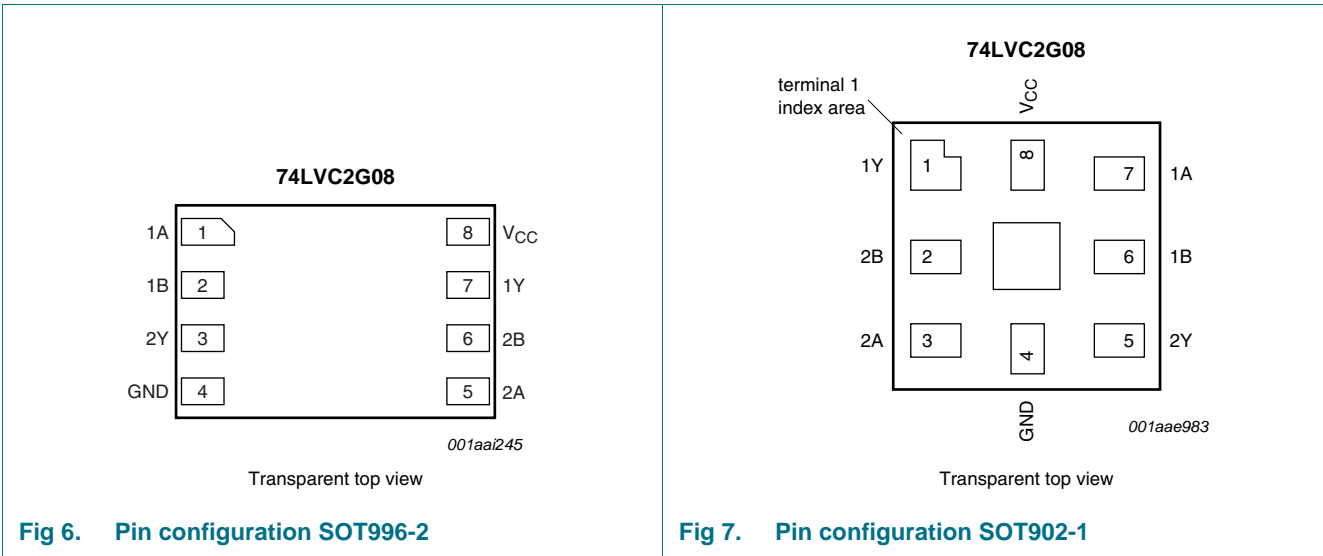 74LVC2G08
1A 1 8 VCC
1B 2 7 1Y
2Y 3 6 2B
GND 4 5 2A
001aai245
Transparent top view
Fig 6. Pin configuration SOT996-2
74LVC2G08
terminal 1
index area
VCC
1Y 1 8 7 1A
2B 2 6 1B
2A 3 4 5 2Y
GND
001aae983
Transparent top view
Fig 7. Pin configuration SOT902-1